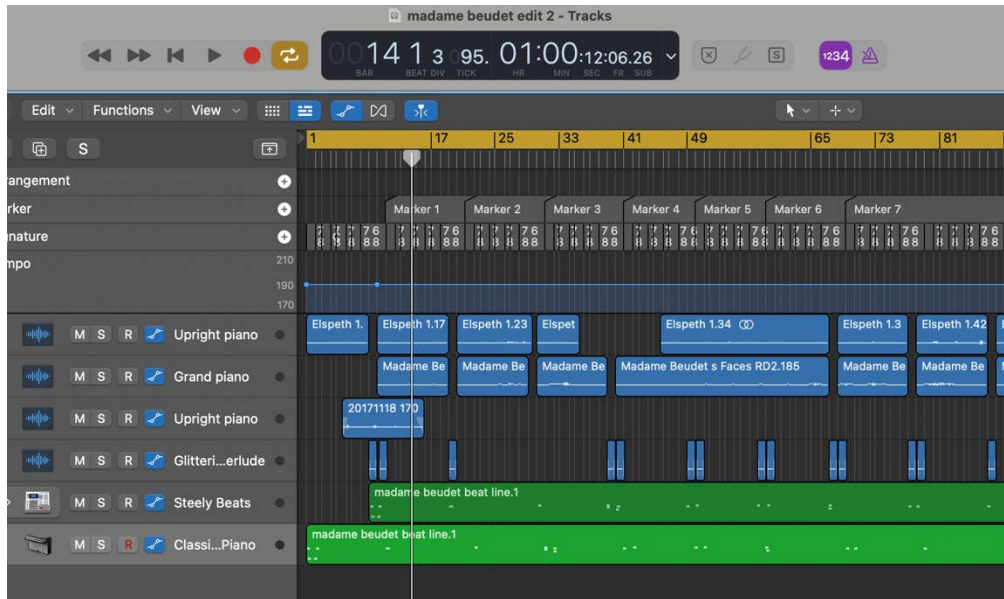 madame beudet edit 2 - Tracks
0014 1 3 095. 01:00:12:06.26
BAR BEAT DIV TICK HR MIN SEC FR SUB
S 1234
Edit Functions View
S 1 17 25 33 41 49 65 73 81
rangement
rker Marker 1 Marker 2 Marker 3 Marker 4 Marker 5 Marker 6 Marker 7
nature
mpo 210
190
170
Elspeth 1. Elspeth 1.17 Elspeth 1.23 Elspet Elspeth 1.34 Elspeth 1.3 Elspeth 1.42
M S R Upright piano
Madame Be Madame Be Madame Be Madame Beudet s Faces RD2.185 Madame Be Madame Be
M S R Grand piano
20171118 170
M S R Upright piano
M S R Glitteri...erlude
madame beudet beat line.1
M S R Steely Beats
madame beudet beat line.1
M S R Classi...Piano